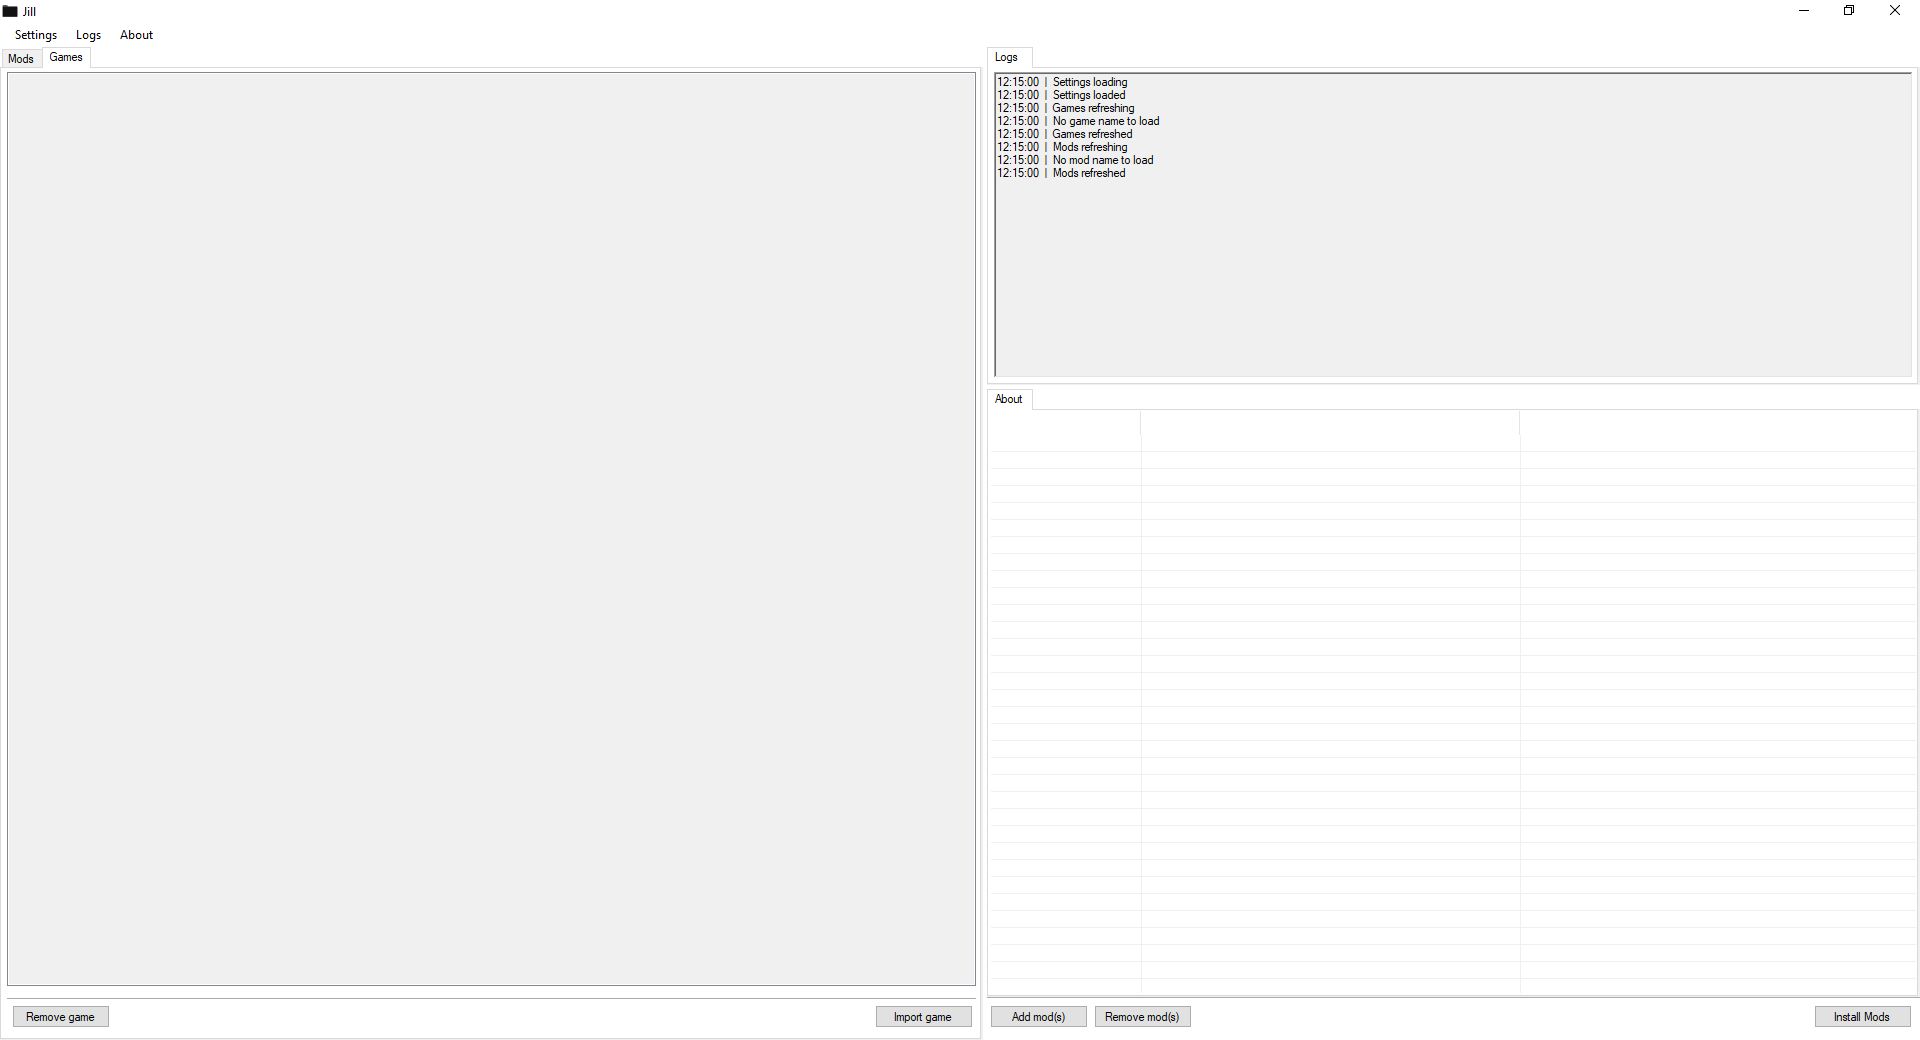 Jill
Settings Logs About
Mods Games
Logs
12:15:00 | Settings loading
12:15:00 | Settings loaded
12:15:00 | Games refreshing
12:15:00 | No game name to load
12:15:00 | Games refreshed
12:15:00 | Mods refreshing
12:15:00 | No mod name to load
12:15:00 | Mods refreshed
About
Remove game
Import game
Add mod(s)
Remove mod(s)
Install Mods